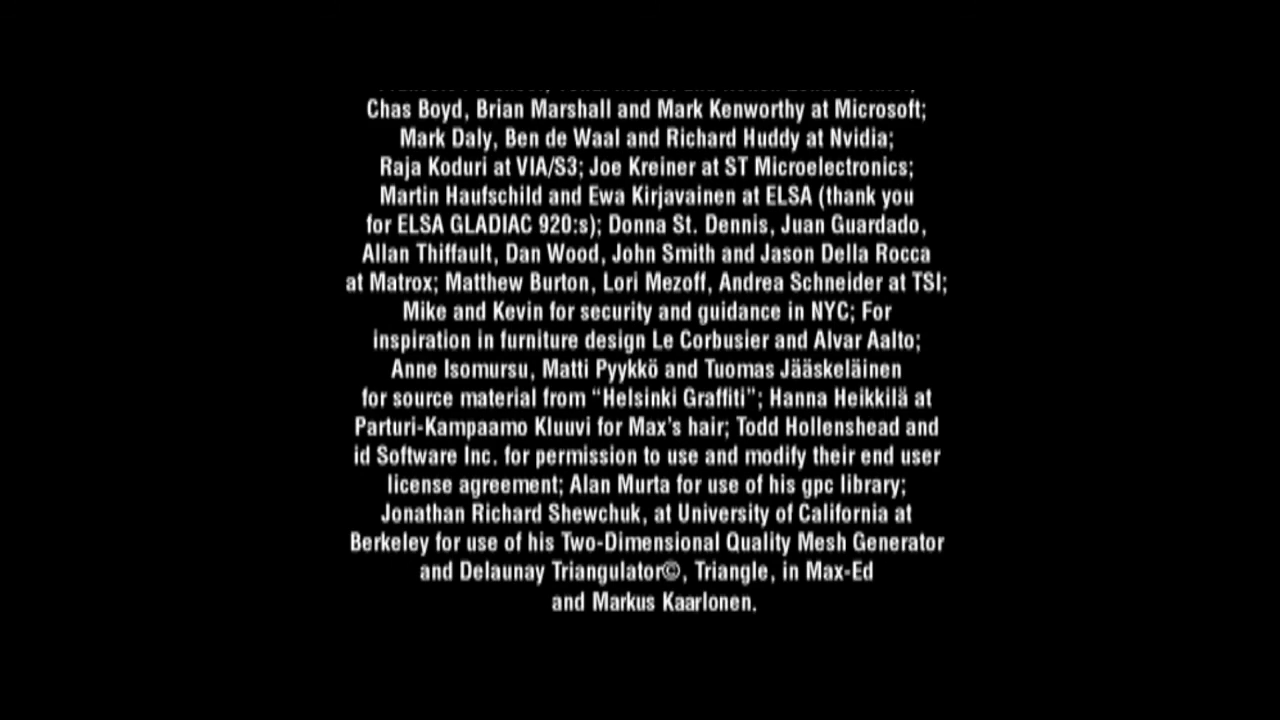 Chas Boyd, Brian Marshall and Mark Kenworthy at Microsoft;
Mark Daly, Ben de Waal and Richard Huddy at Nvidia;
Raja Koduri at VIA/S3; Joe Kreiner at ST Microelectronics;
Martin Haufschild and Ewa Kirjavainen at ELSA (thank you
for ELSA GLADIAC 920:s); Donna St. Dennis, Juan Guardado,
Allan Thiffault, Dan Wood, John Smith and Jason Della Rocca
at Matrox; Matthew Burton, Lori Mezoff, Andrea Schneider at TSI;
Mike and Kevin for security and guidance in NYC; For
inspiration in furniture design Le Corbusier and Alvar Aalto;
Anne Isomursu, Matti Pyykkö and Tuomas Jääskeläinen
for source material from “Helsinki Graffiti”; Hanna Heikkilä at
Parturi-Kampaamo Kluuvi for Max’s hair; Todd Hollenshead and
id Software Inc. for permission to use and modify their end user
license agreement; Alan Murta for use of his gpc library;
Jonathan Richard Shewchuk, at University of California at
Berkeley for use of his Two-Dimensional Quality Mesh Generator
and Delaunay Triangulator©, Triangle, in Max-Ed
and Markus Kaarlonen.